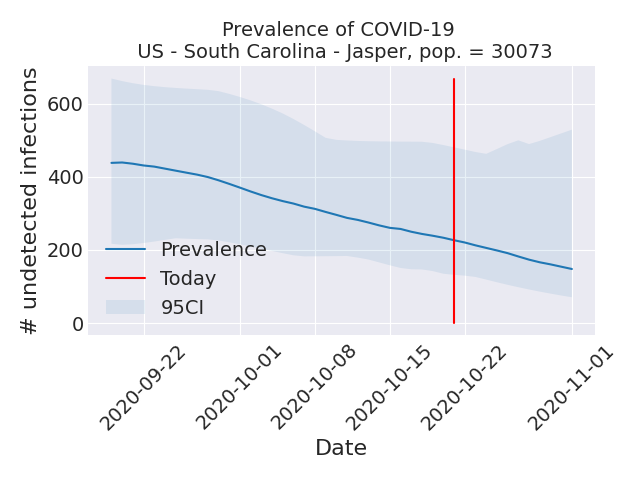 Prevalence of COVID-19
US - South Carolina - Jasper, pop. = 30073
# undetected infections
600
400
200
0
Prevalence
Today
95CI
2020-09-22
2020-10-01
2020-10-08
2020-10-15
2020-10-22
2020-11-01
Date